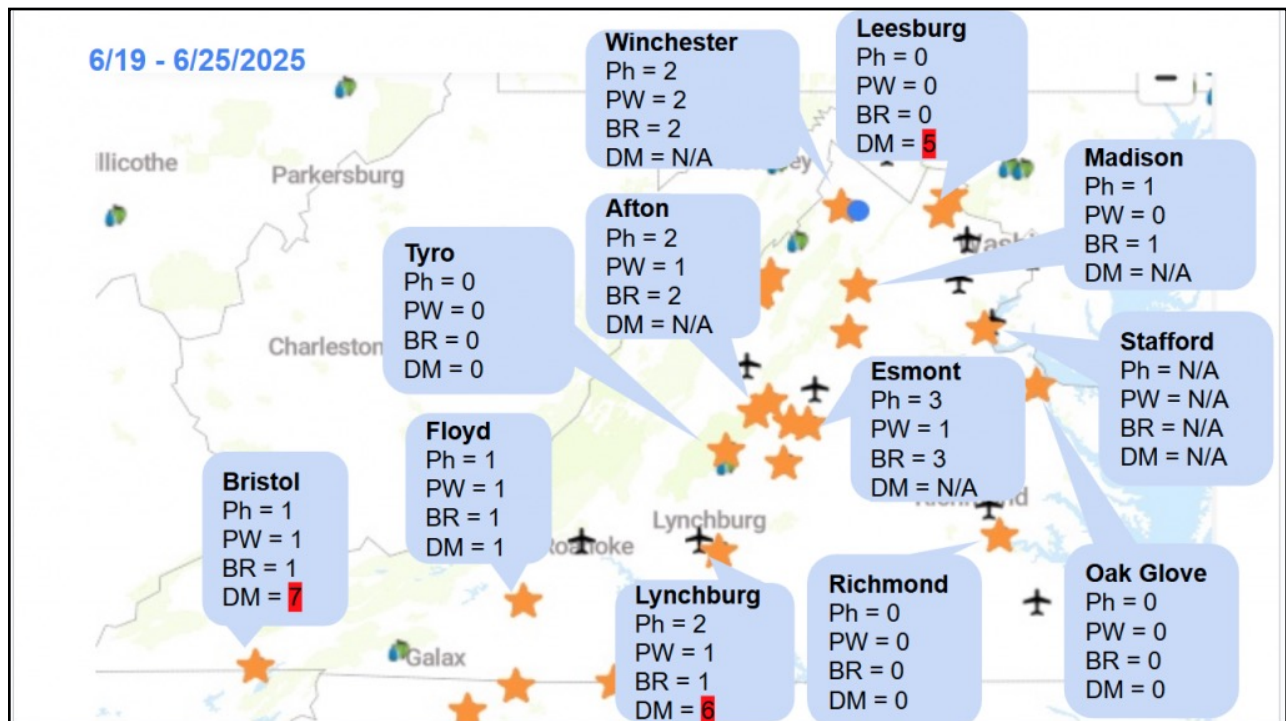 6/19 - 6/25/2025
Winchester
Ph = 2
PW = 2
BR = 2
DM = N/A
Leesburg
Ph = 0
PW = 0
BR = 0
DM = 5
Madison
Ph = 1
PW = 0
BR = 1
DM = N/A
Afton
Ph = 2
PW = 1
BR = 2
DM = N/A
Tyro
Ph = 0
PW = 0
BR = 0
DM = 0
Stafford
Ph = N/A
PW = N/A
BR = N/A
DM = N/A
Esmont
Ph = 3
PW = 1
BR = 3
DM = N/A
Floyd
Ph = 1
PW = 1
BR = 1
DM = 1
Bristol
Ph = 1
PW = 1
BR = 1
DM = 7
Lynchburg
Ph = 2
PW = 1
BR = 1
DM = 6
Richmond
Ph = 0
PW = 0
BR = 0
DM = 0
Oak Glove
Ph = 0
PW = 0
BR = 0
DM = 0
illicothe
Parkersburg
Charleston
Lynchburg
Roanoke
Galax